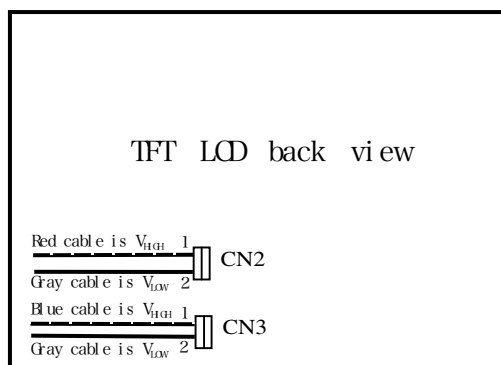 TFT LCD back view
Red cable is VHIGH 1
CN2
Gray cable is VLOW 2
Blue cable is VHIGH 1
CN3
Gray cable is VLOW 2